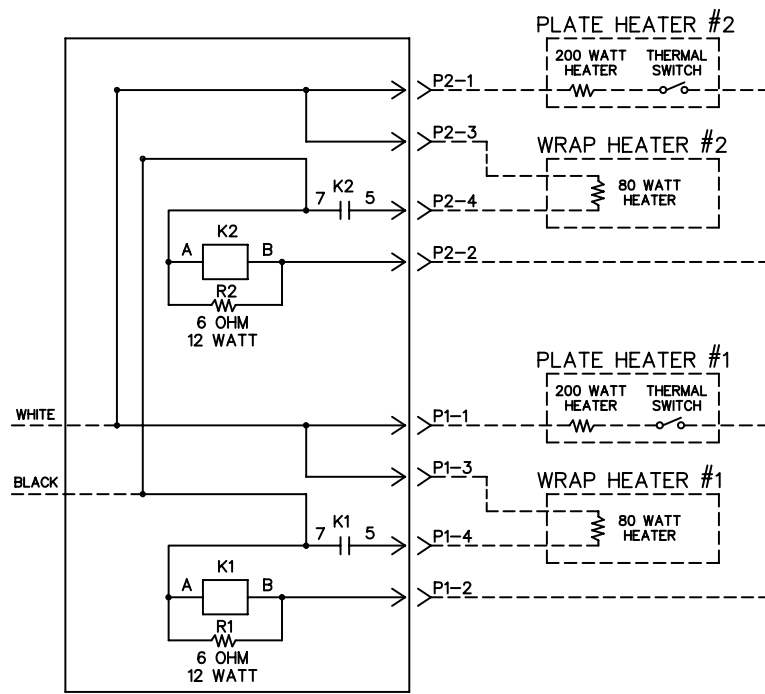 PLATE HEATER #2
200 WATT HEATER
THERMAL SWITCH
P2-1
P2-3
WRAP HEATER #2
80 WATT HEATER
7 K2 5
P2-4
K2
A B
P2-2
R2
6 OHM
12 WATT
PLATE HEATER #1
200 WATT HEATER
THERMAL SWITCH
WHITE
P1-1
P1-3
WRAP HEATER #1
BLACK
80 WATT HEATER
7 K1 5
P1-4
K1
A B
P1-2
R1
6 OHM
12 WATT